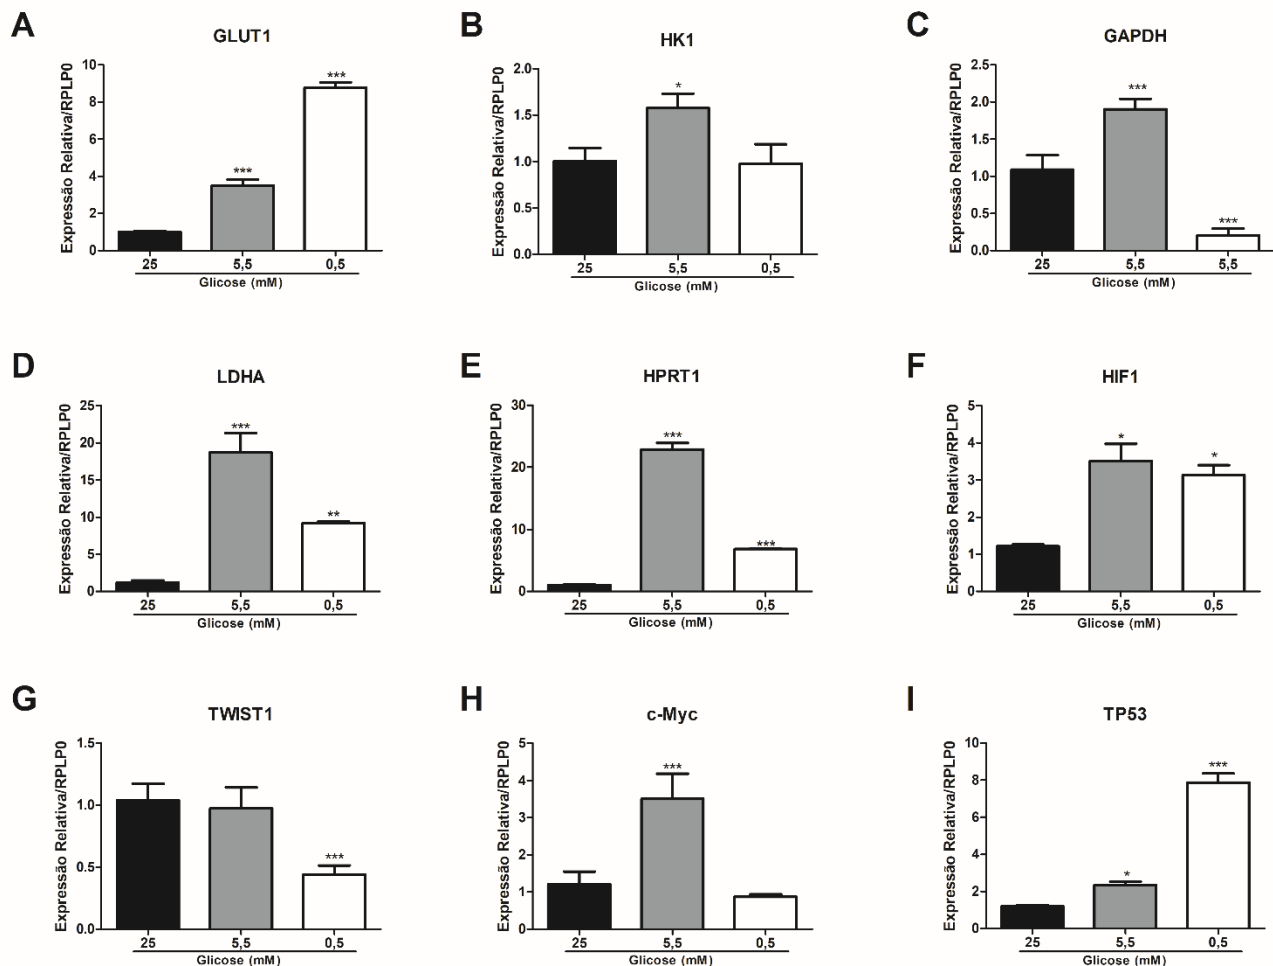 A
GLUT1
Expressão Relativa/RPLP0
10
8
6
4
2
0
***
***
25
5,5
0,5
Glicose (mM)
B
HK1
Expressão Relativa/RPLP0
2.0
1.5
1.0
0.5
0.0
*
25
5,5
0,5
Glicose (mM)
C
GAPDH
Expressão Relativa/RPLP0
2.5
2.0
1.5
1.0
0.5
0.0
***
***
25
5,5
5,5
Glicose (mM)
D
LDHA
Expressão Relativa/RPLP0
25
20
15
10
5
0
***
**
25
5,5
0,5
Glicose (mM)
E
HPRT1
Expressão Relativa/RPLP0
30
20
10
0
***
***
25
5,5
0,5
Glicose (mM)
F
HIF1
Expressão Relativa/RPLP0
5
4
3
2
1
0
*
*
25
5,5
0,5
Glicose (mM)
G
TWIST1
Expressão Relativa/RPLP0
1.5
1.0
0.5
0.0
***
25
5,5
0,5
Glicose (mM)
H
c-Myc
Expressão Relativa/RPLP0
5
4
3
2
1
0
***
25
5,5
0,5
Glicose (mM)
I
TP53
Expressão Relativa/RPLP0
10
8
6
4
2
0
*
***
25
5,5
0,5
Glicose (mM)